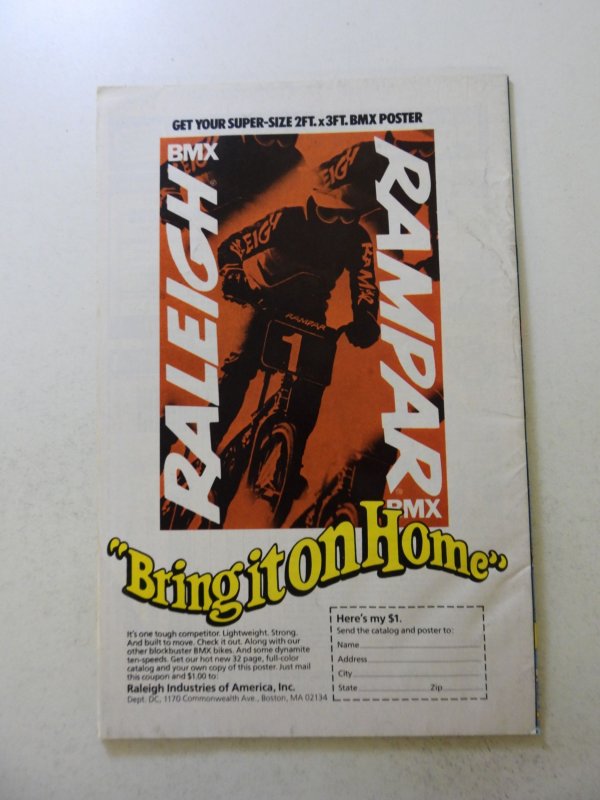 GET YOUR SUPER-SIZE 2FT. x 3FT. BMX POSTER
BMX
RALEIGH
RAMPAR
BMX
RALEIGH
RAMPAR
1
"Bring it on Home"
It's one tough competitor. Lightweight. Strong.
And built to move. Check it out. Along with our
other blockbuster BMX bikes. And some dynamite
ten-speeds. Get our hot new 32 page, full-color
catalog and your own copy of this poster. Just mail
this coupon and $1.00 to:
Raleigh Industries of America, Inc.
Dept. DC, 1170 Commonwealth Ave., Boston, MA 02134
Here's my $1.
Send the catalog and poster to:
Name
Address
City
State Zip